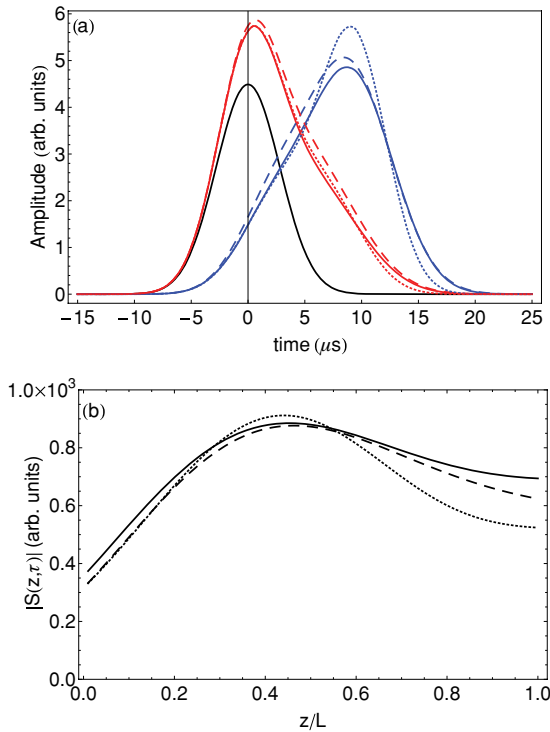 (a)
Amplitude (arb. units)
6
5
4
3
2
1
0
−15 −10 −5 0 5 10 15 20 25
time (μs)
(b)
|S(z,τ)| (arb. units)
1.0×10³
0.8
0.6
0.4
0.2
0.0
0.0 0.2 0.4 0.6 0.8 1.0
z/L